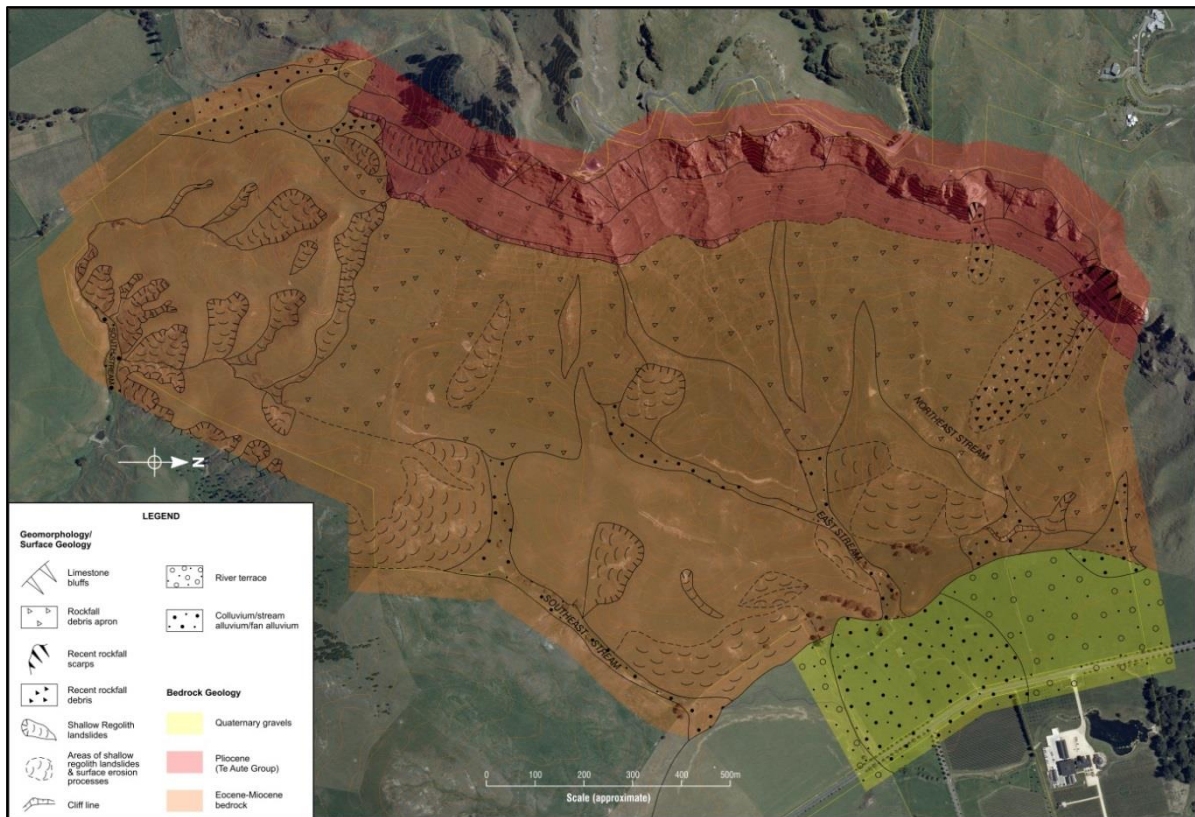 NORTHEAST STREAM
SOUTH STREAM
EAST STREAM
SOUTHEAST STREAM
N
LEGEND
Geomorphology/
Surface Geology
Limestone
bluffs
Rockfall
debris apron
Recent rockfall
scarps
Recent rockfall
debris
Shallow Regolith
landslides
Areas of shallow
regolith landslides
& surface erosion
processes
Cliff line
River terrace
Colluvium/stream
alluvium/fan alluvium
Bedrock Geology
Quaternary gravels
Pliocene
(Te Aute Group)
Eocene-Miocene
bedrock
0 100 200 300 400 500m
Scale (approximate)